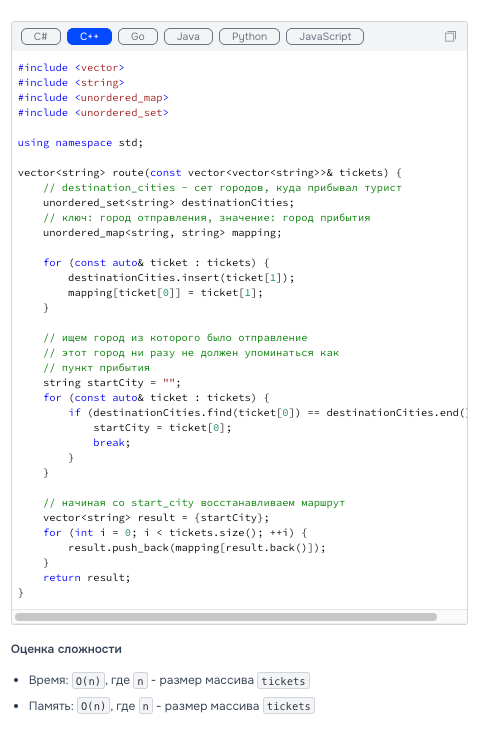 C# C++ Go Java Python JavaScript
#include <vector>
#include <string>
#include <unordered_map>
#include <unordered_set>
using namespace std;
vector<string> route(const vector<vector<string>>& tickets) {
    // destination_cities - сет городов, куда прибывал турист
    unordered_set<string> destinationCities;
    // ключ: город отправления, значение: город прибытия
    unordered_map<string, string> mapping;
    for (const auto& ticket : tickets) {
        destinationCities.insert(ticket[1]);
        mapping[ticket[0]] = ticket[1];
    }
    // ищем город из которого было отправление
    // этот город ни разу не должен упоминаться как
    // пункт прибытия
    string startCity = "";
    for (const auto& ticket : tickets) {
        if (destinationCities.find(ticket[0]) == destinationCities.end()
            startCity = ticket[0];
            break;
        }
    }
    // начиная со start_city восстанавливаем маршрут
    vector<string> result = {startCity};
    for (int i = 0; i < tickets.size(); ++i) {
        result.push_back(mapping[result.back()]);
    }
    return result;
}
Оценка сложности
• Время: O(n), где n - размер массива tickets
• Память: O(n), где n - размер массива tickets